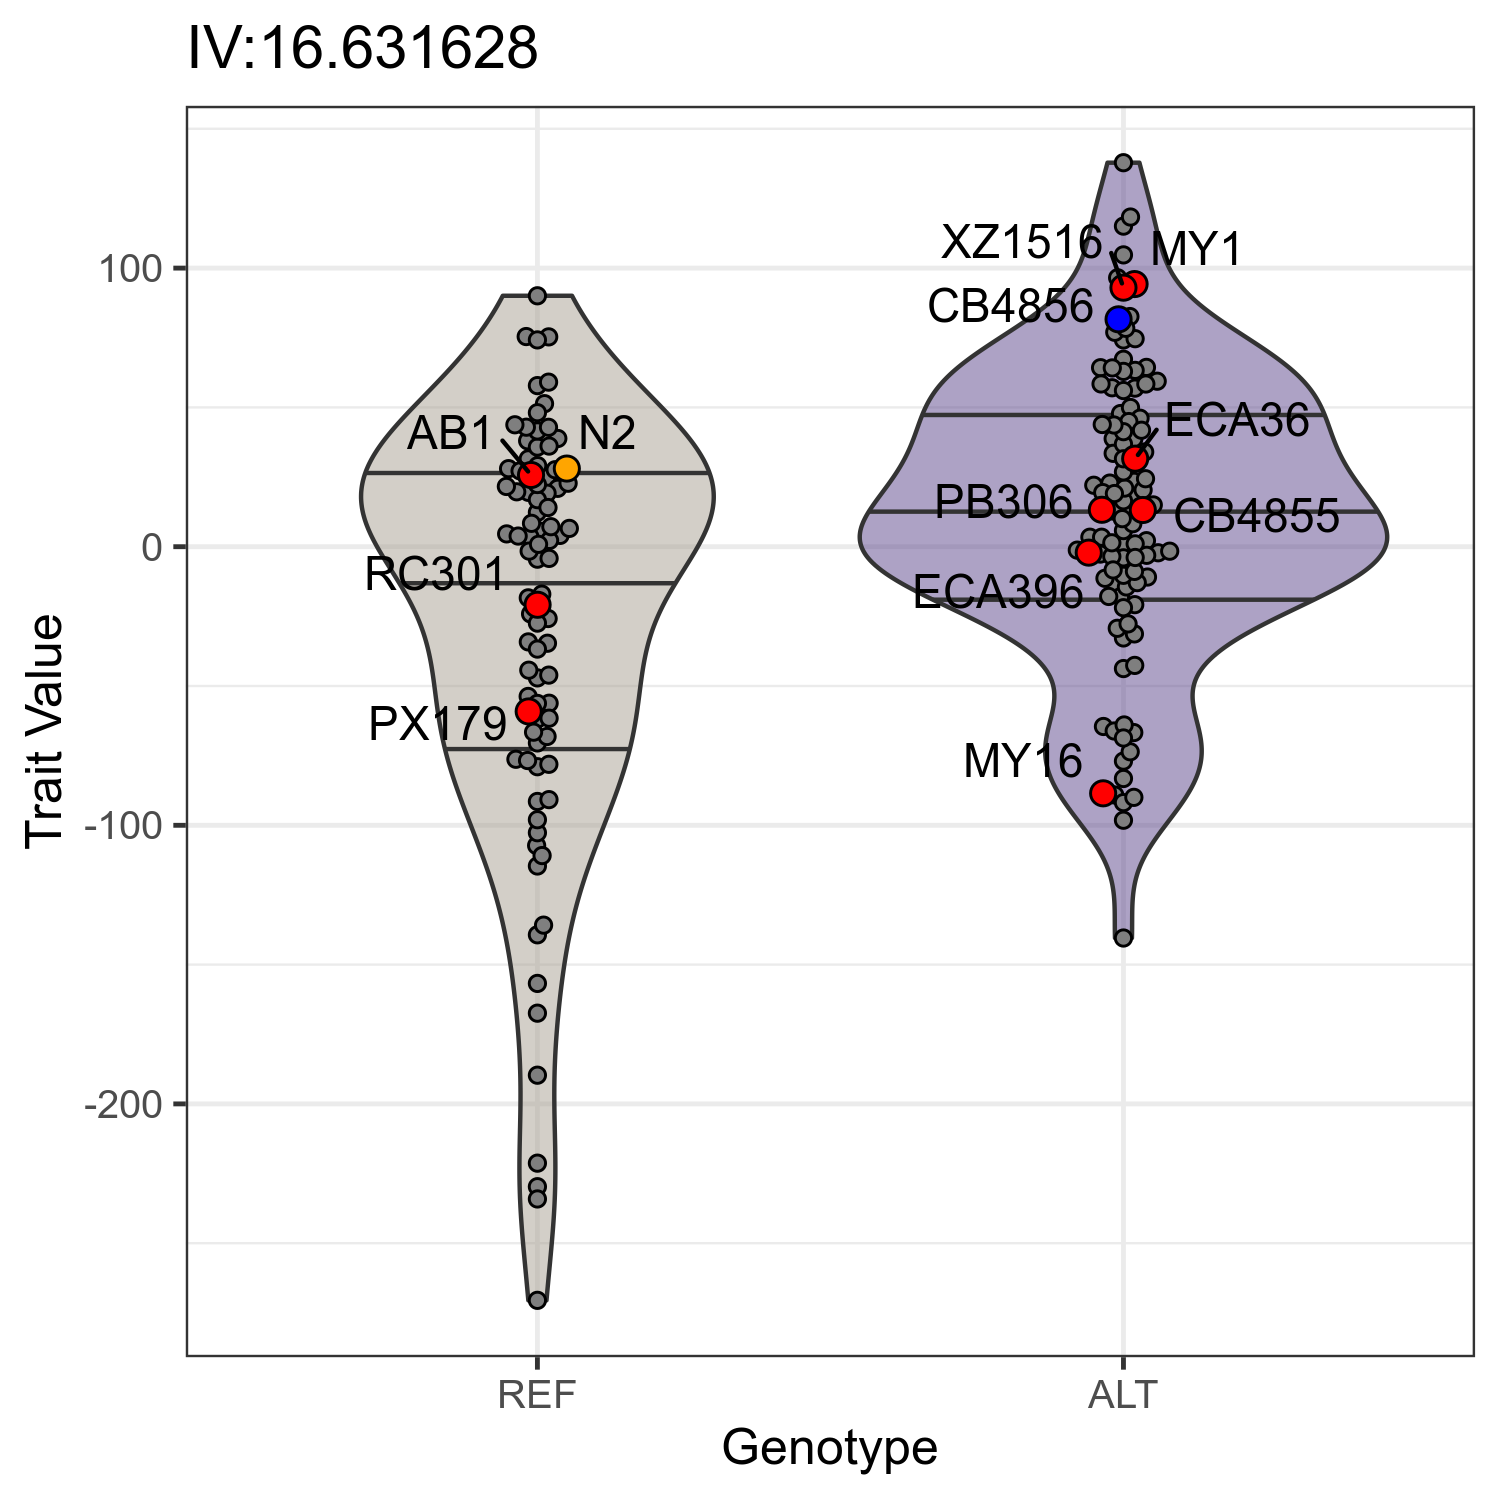 IV:16.631628
Trait Value
100
0
-100
-200
XZ1516
MY1
CB4856
AB1
N2
ECA36
PB306
CB4855
RC301
ECA396
PX179
MY16
REF
ALT
Genotype